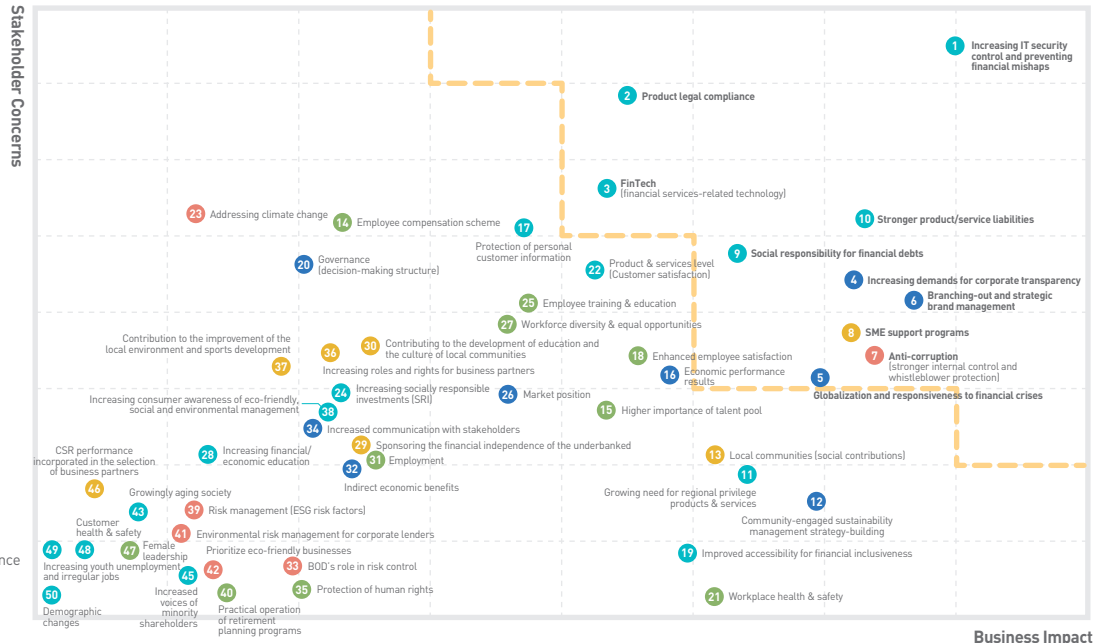 Stakeholder Concerns
1 Increasing IT security
control and preventing
financial mishaps
2 Product legal compliance
3 FinTech
(financial services-related technology)
23 Addressing climate change
14 Employee compensation scheme
17
Protection of personal
customer information
10 Stronger product/service liabilities
20 Governance
(decision-making structure)
22 Product & services level
(Customer satisfaction)
9 Social responsibility for financial debts
4 Increasing demands for corporate transparency
6 Branching-out and strategic
brand management
25 Employee training & education
27 Workforce diversity & equal opportunities
8 SME support programs
Contribution to the improvement of the
local environment and sports development
37
36
Increasing roles and rights for business partners
30 Contributing to the development of education and
the culture of local communities
18 Enhanced employee satisfaction
16 Economic performance
results
7 Anti-corruption
(stronger internal control and
whistleblower protection)
5
Globalization and responsiveness to financial crises
24 Increasing socially responsible
investments (SRI)
Increasing consumer awareness of eco-friendly,
social and environmental management
38
26 Market position
15 Higher importance of talent pool
34 Increased communication with stakeholders
29 Sponsoring the financial independence of the underbanked
28 Increasing financial/
economic education
31 Employment
32
Indirect economic benefits
13 Local communities (social contributions)
11
Growing need for regional privilege
products & services
12
Community-engaged sustainability
management strategy-building
CSR performance
incorporated in the selection
of business partners
46
Growingly aging society
43
39 Risk management (ESG risk factors)
Customer
health & safety
41 Environmental risk management for corporate lenders
49
48
47 Female
leadership
Prioritize eco-friendly businesses
42
nce
Increasing youth unemployment
and irregular jobs
45
Increased
voices of
minority
shareholders
33 BOD's role in risk control
19 Improved accessibility for financial inclusiveness
50
Demographic
changes
40
Practical operation
of retirement
planning programs
35 Protection of human rights
21 Workplace health & safety
Business Impact